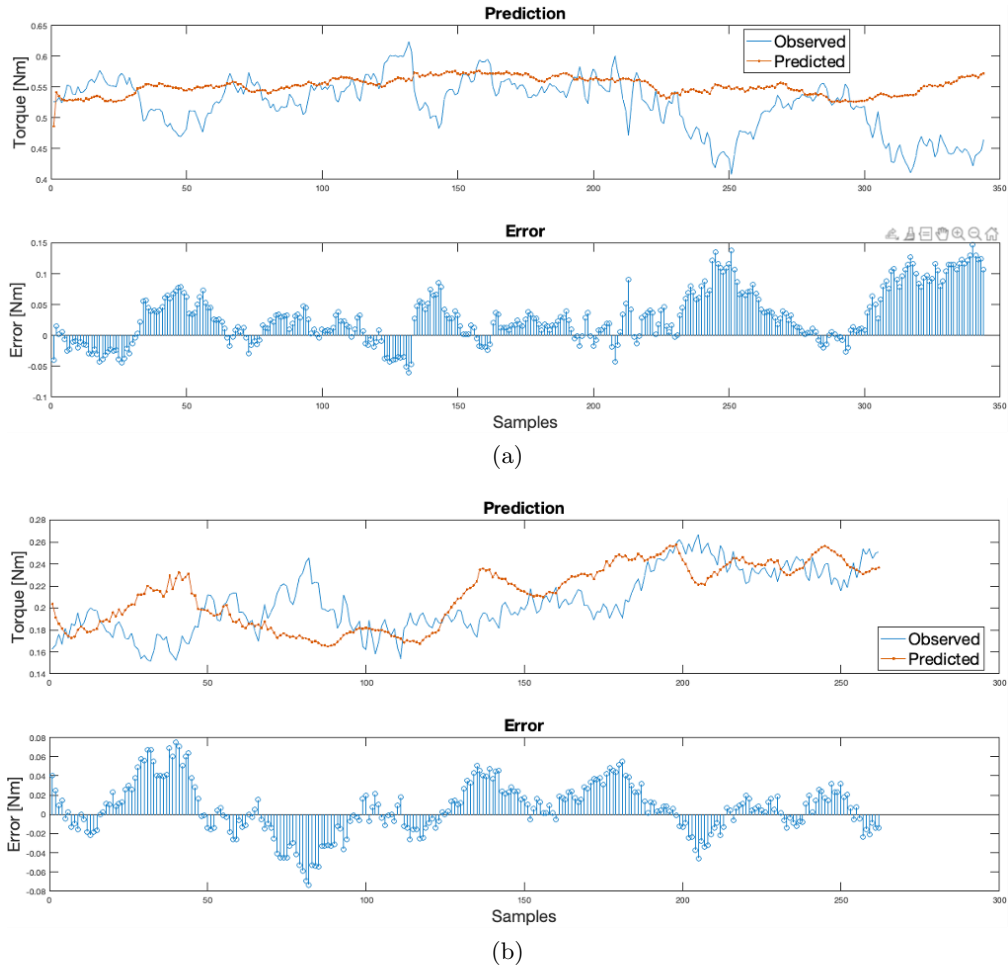 Prediction
0.65
0.6
0.55
0.5
0.45
0.4
Torque [Nm]
Observed
Predicted
0 50 100 150 200 250 300 350
Error
0.15
0.1
0.05
0
-0.05
-0.1
Error [Nm]
0 50 100 150 200 250 300 350
Samples
(a)
Prediction
0.28
0.26
0.24
0.22
0.2
0.18
0.16
0.14
Torque [Nm]
Observed
Predicted
0 50 100 150 200 250 300
Error
0.08
0.06
0.04
0.02
0
-0.02
-0.04
-0.06
-0.08
Error [Nm]
0 50 100 150 200 250 300
Samples
(b)